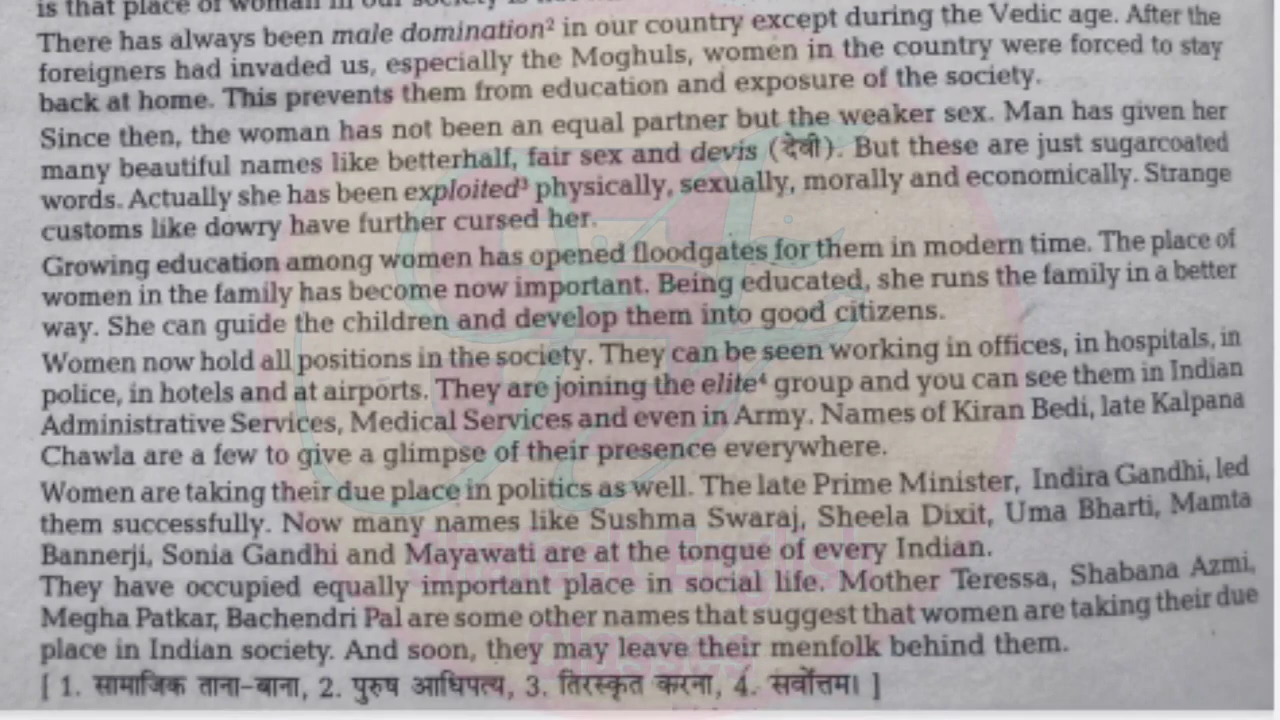 is that place of woman in our society is
There has always been male domination² in our country except during the Vedic age. After the
foreigners had invaded us, especially the Moghuls, women in the country were forced to stay
back at home. This prevents them from education and exposure of the society.
Since then, the woman has not been an equal partner but the weaker sex. Man has given her
many beautiful names like betterhalf, fair sex and devis (देवी). But these are just sugarcoated
words. Actually she has been exploited³ physically, sexually, morally and economically. Strange
customs like dowry have further cursed her.
Growing education among women has opened floodgates for them in modern time. The place of
women in the family has become now important. Being educated, she runs the family in a better
way. She can guide the children and develop them into good citizens.
Women now hold all positions in the society. They can be seen working in offices, in hospitals, in
police, in hotels and at airports. They are joining the elite⁴ group and you can see them in Indian
Administrative Services, Medical Services and even in Army. Names of Kiran Bedi, late Kalpana
Chawla are a few to give a glimpse of their presence everywhere.
Women are taking their due place in politics as well. The late Prime Minister, Indira Gandhi, led
them successfully. Now many names like Sushma Swaraj, Sheela Dixit, Uma Bharti, Mamta
Bannerji, Sonia Gandhi and Mayawati are at the tongue of every Indian.
They have occupied equally important place in social life. Mother Teressa, Shabana Azmi,
Megha Patkar, Bachendri Pal are some other names that suggest that women are taking their due
place in Indian society. And soon, they may leave their menfolk behind them.
[ 1. सामाजिक ताना-बाना, 2. पुरुष आधिपत्य, 3. तिरस्कृत करना, 4. सर्वोत्तम। ]
English
Classes